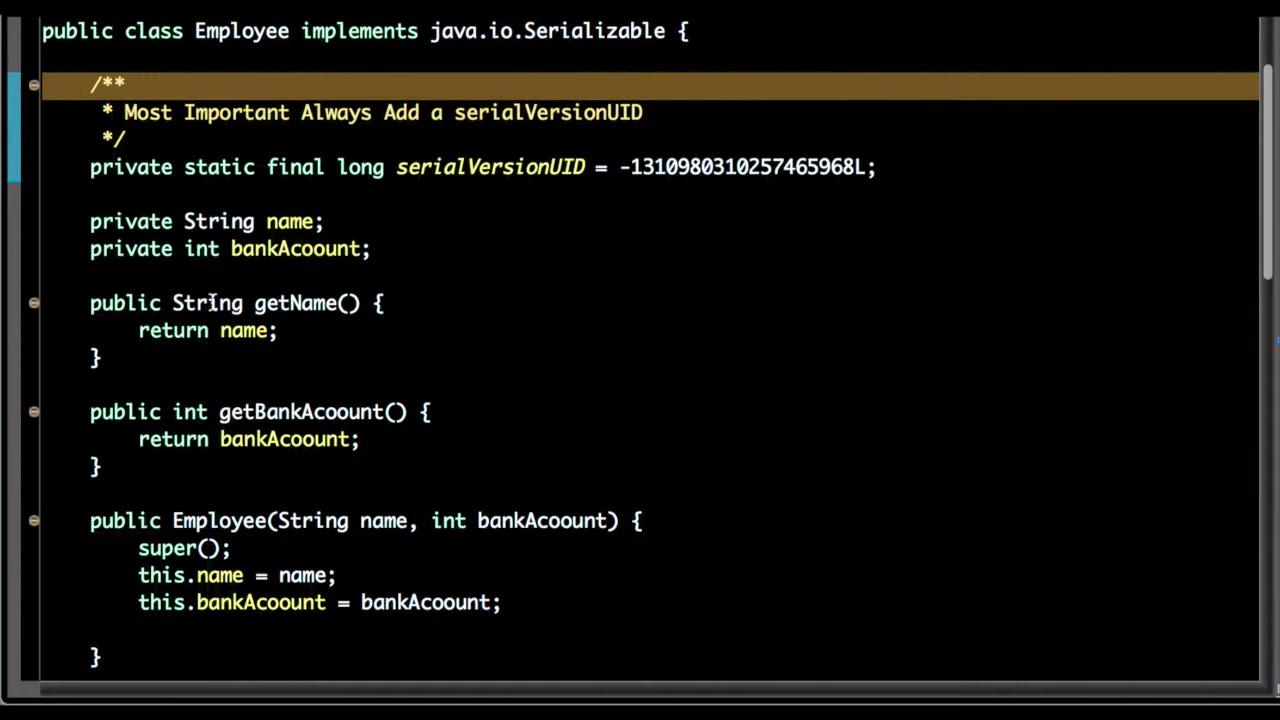 public class Employee implements java.io.Serializable {
/**
* Most Important Always Add a serialVersionUID
*/
private static final long serialVersionUID = -1310980310257465968L;
private String name;
private int bankAcoount;
public String getName() {
return name;
}
public int getBankAcoount() {
return bankAcoount;
}
public Employee(String name, int bankAcoount) {
super();
this.name = name;
this.bankAcoount = bankAcoount;
}